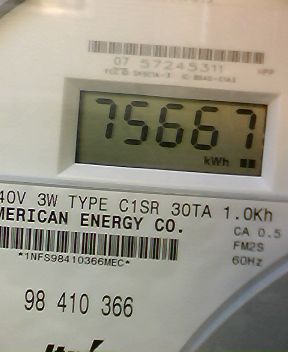 07 57245311
75667
kWh
40V 3W TYPE C1SR 30TA 1.0Kh
MERICAN ENERGY CO.
CA 0.5
FM2S
60Hz
*1NFS98410366MEC*
98 410 366